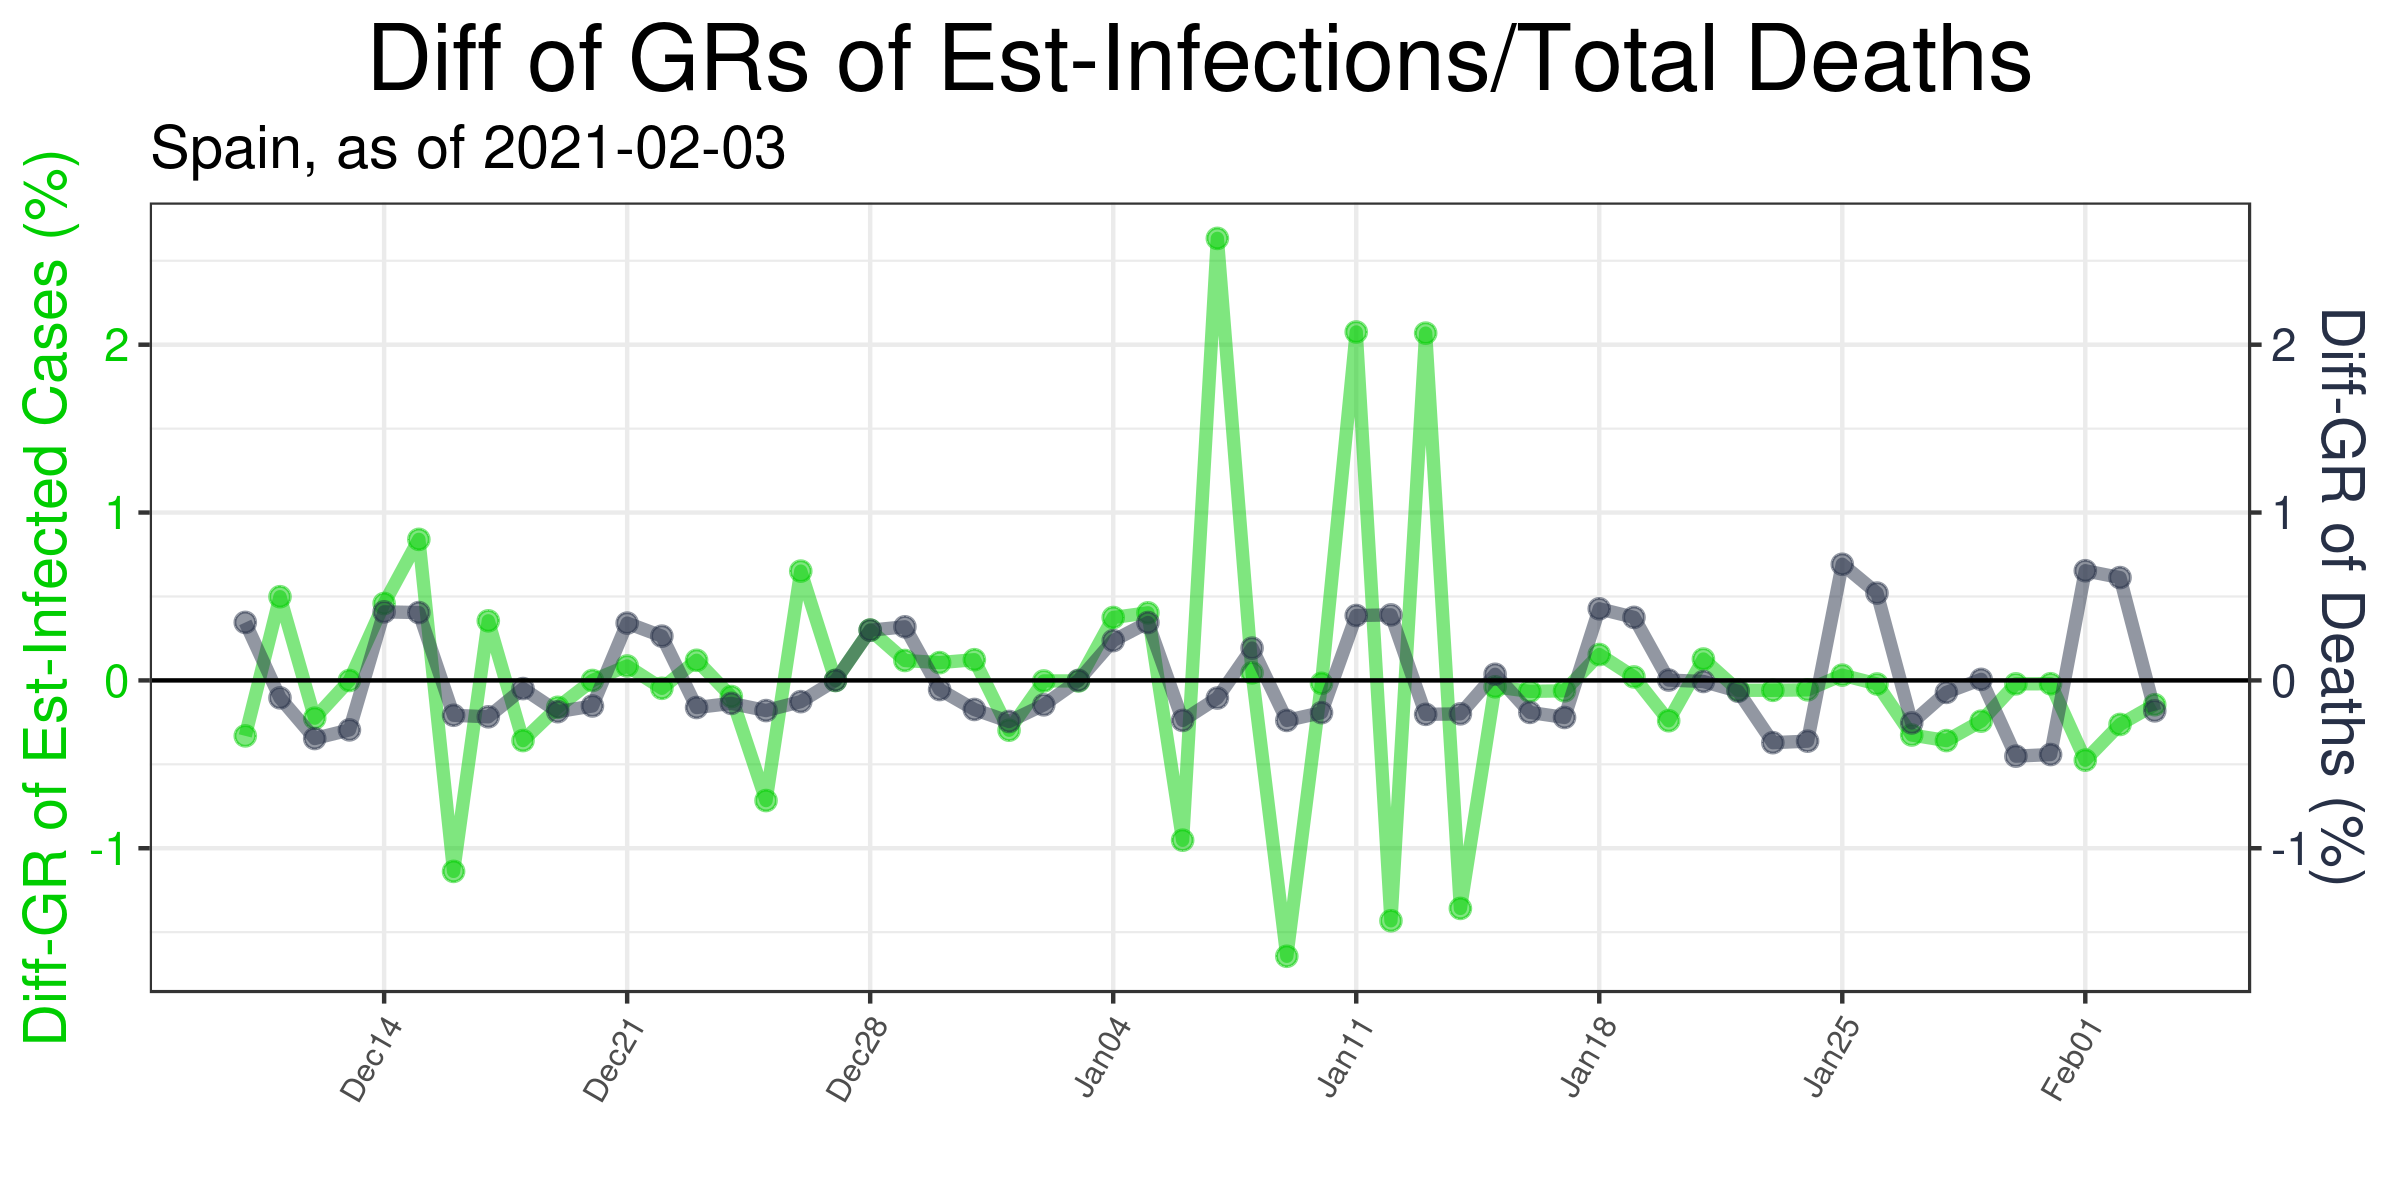 Diff of GRs of Est-Infections/Total Deaths
Spain, as of 2021-02-03
Diff-GR of Est-Infected Cases (%)
2
1
0
-1
2
1
0
-1
Diff-GR of Deaths (%)
Dec14
Dec21
Dec28
Jan04
Jan11
Jan18
Jan25
Feb01